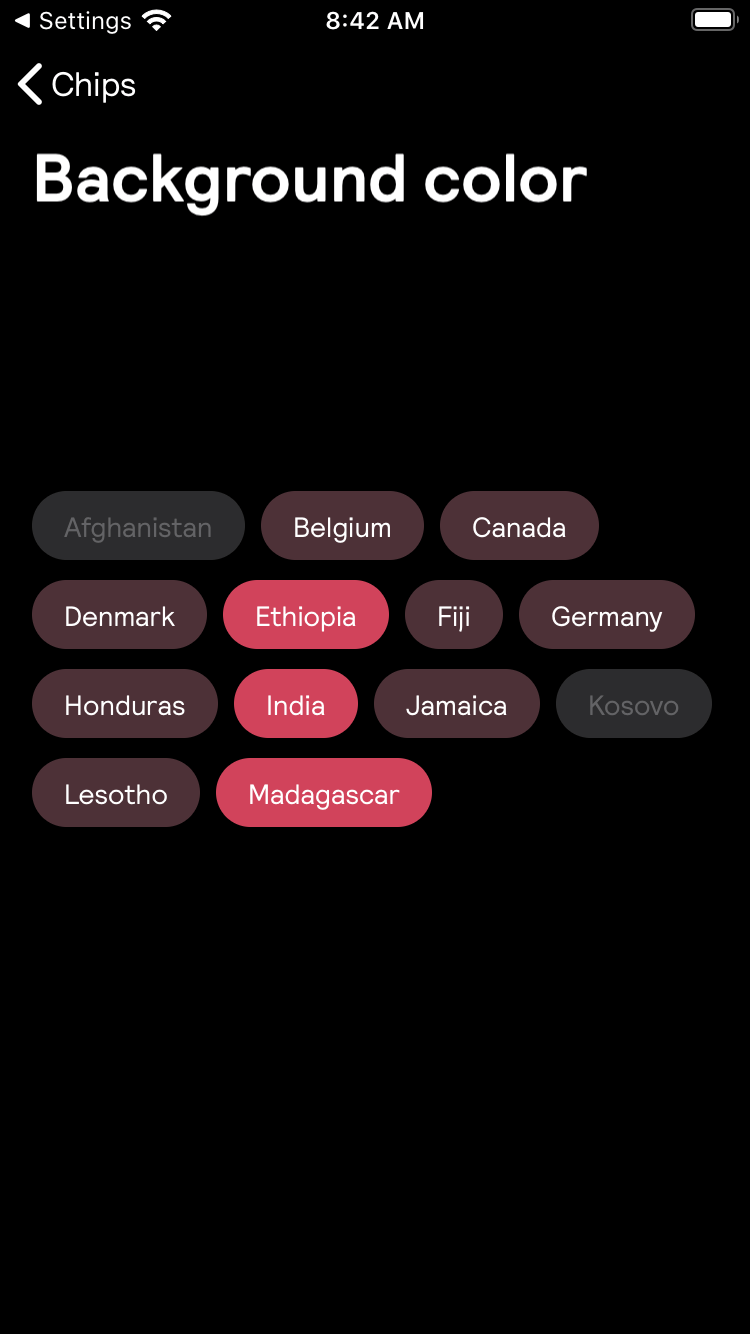 Settings 8:42 AM
Chips
Background color
Afghanistan Belgium Canada
Denmark Ethiopia Fiji Germany
Honduras India Jamaica Kosovo
Lesotho Madagascar